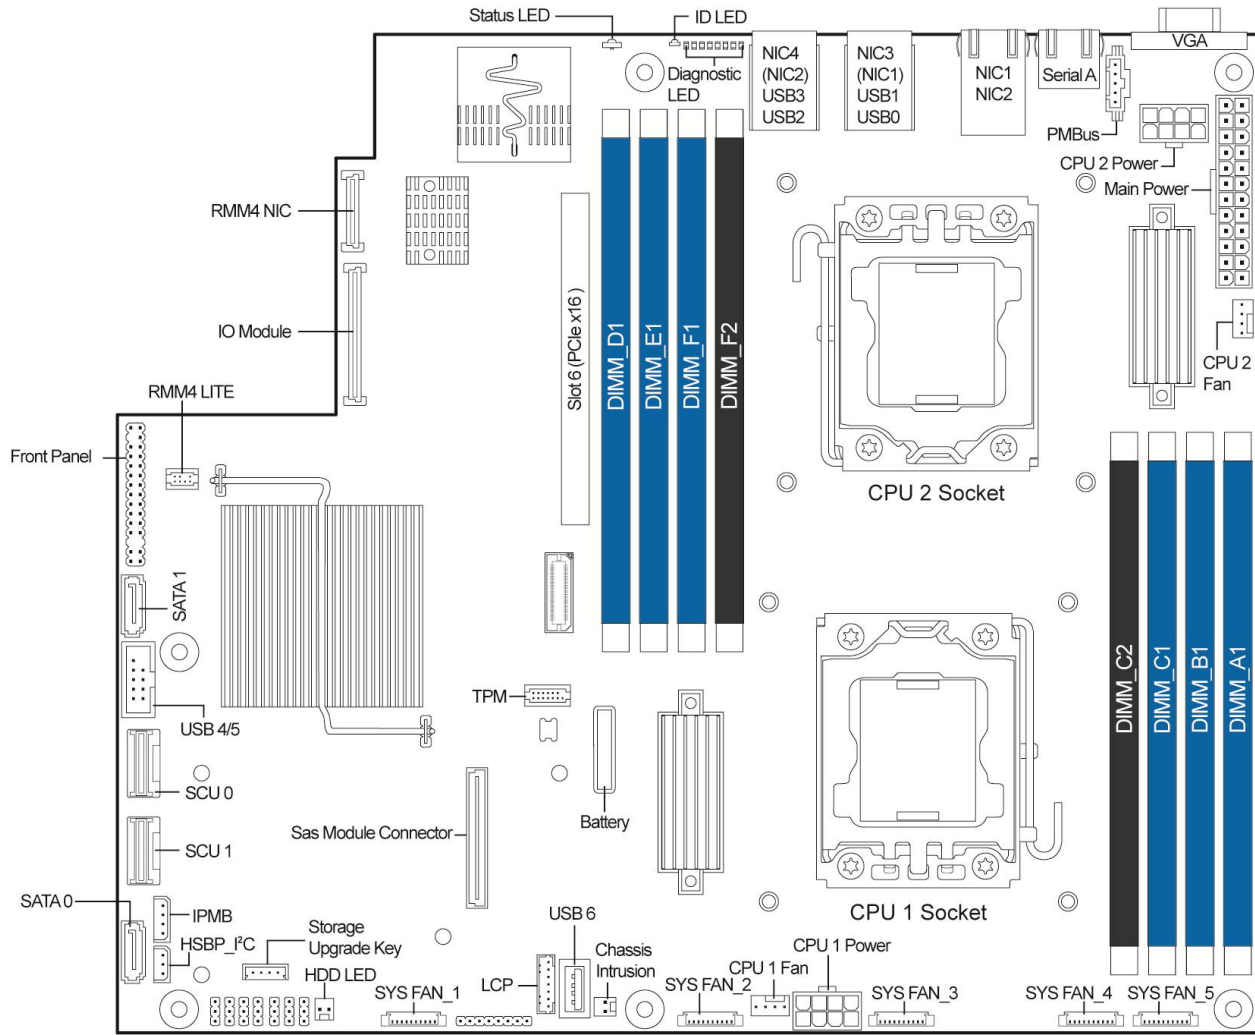 Status LED
ID LED
VGA
NIC4
(NIC2)
USB3
USB2
NIC3
(NIC1)
USB1
USB0
NIC1
NIC2
Serial A
Diagnostic
LED
PMBus
CPU 2 Power
Main Power
RMM4 NIC
IO Module
Slot 6 (PCIe x16)
DIMM_D1
DIMM_E1
DIMM_F1
DIMM_F2
CPU 2
Fan
RMM4 LITE
Front Panel
CPU 2 Socket
SATA 1
USB 4/5
TPM
DIMM_C2
DIMM_C1
DIMM_B1
DIMM_A1
SCU 0
Sas Module Connector
Battery
SCU 1
SATA 0
IPMB
HSBP_I²C
Storage
Upgrade Key
HDD LED
USB 6
LCP
Chassis
Intrusion
CPU 1 Socket
CPU 1 Power
CPU 1 Fan
SYS FAN_1
SYS FAN_2
SYS FAN_3
SYS FAN_4
SYS FAN_5